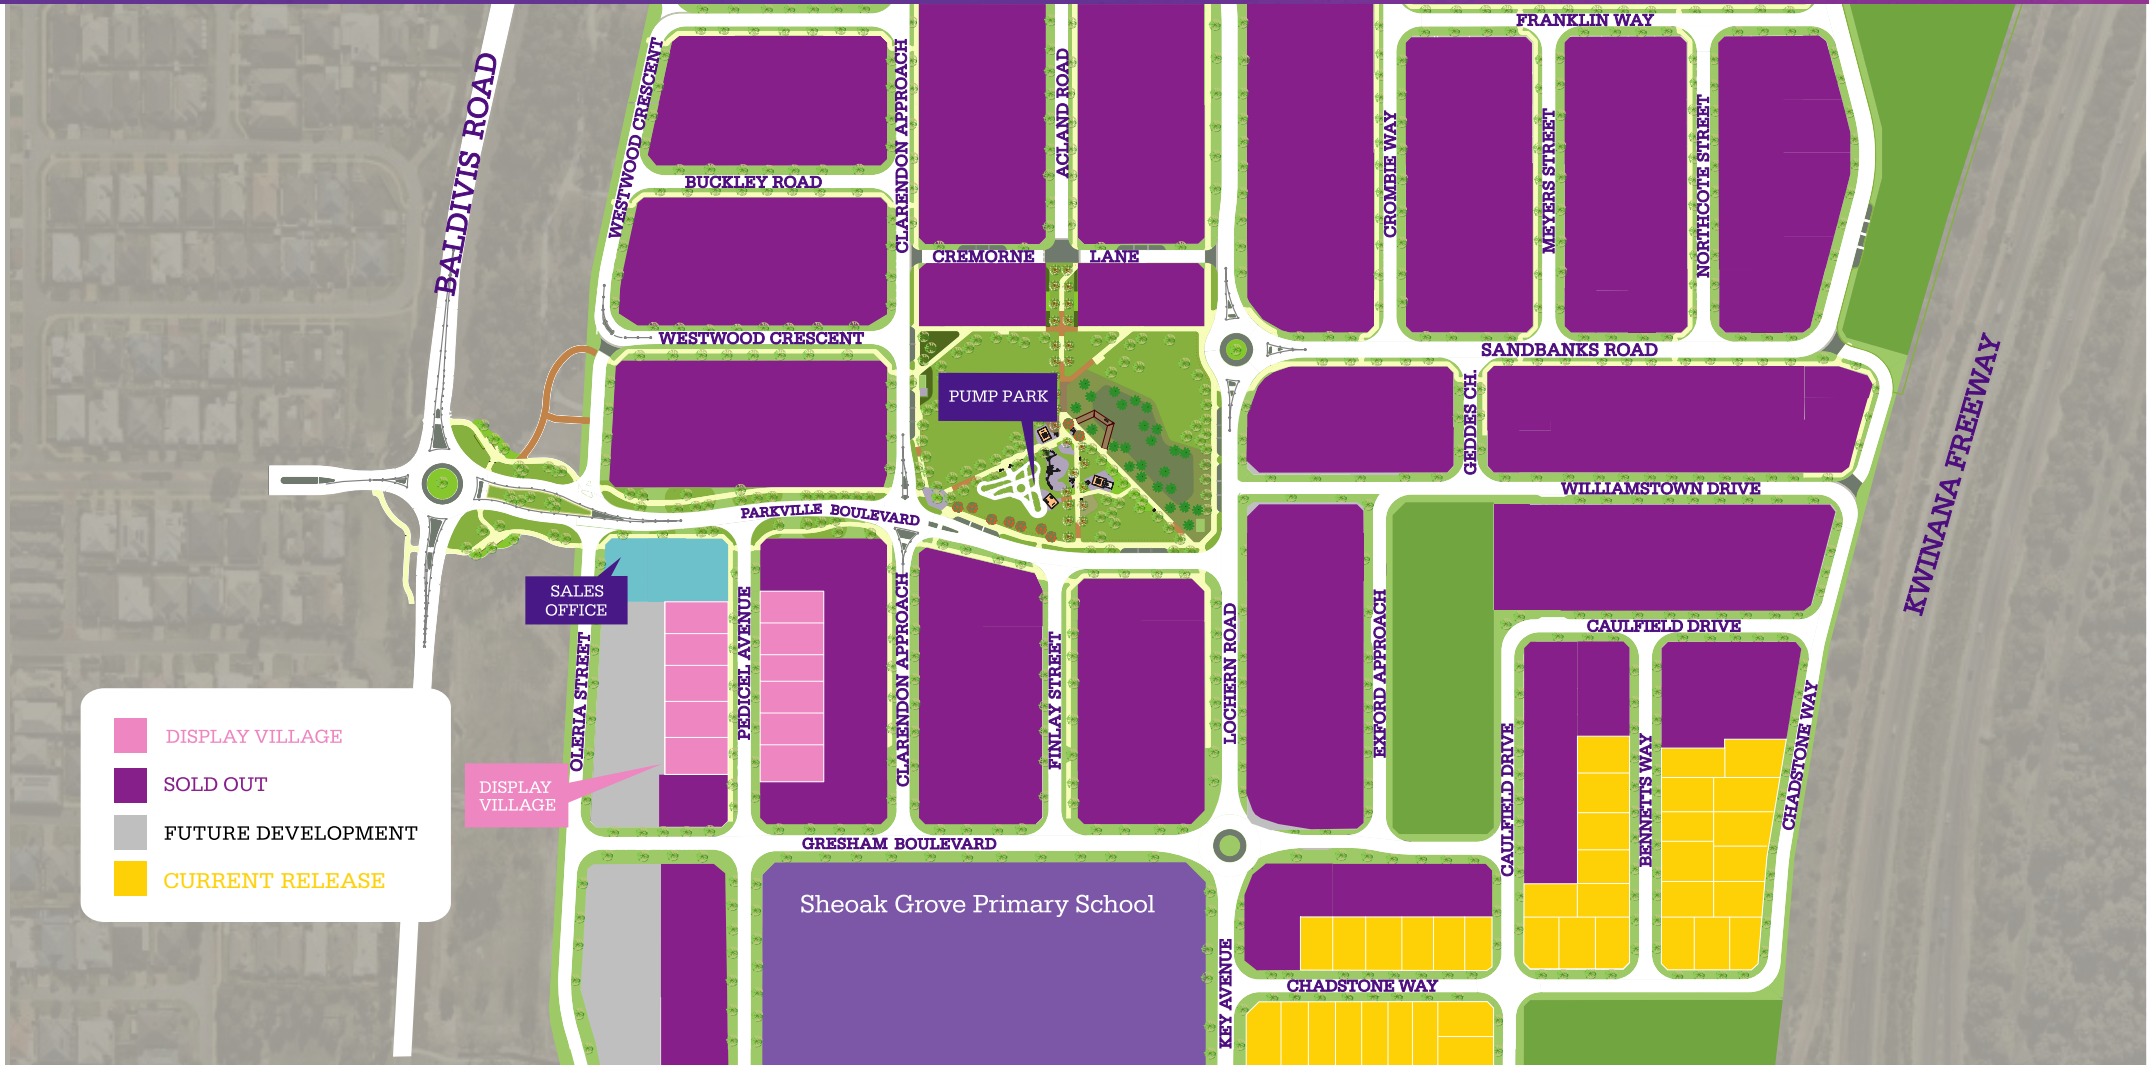 FRANKLIN WAY
BALDIVIS ROAD
WESTWOOD CRESCENT
CLARENDON APPROACH
ACLAND ROAD
CROMBIE WAY
MEYERS STREET
NORTHCOTE STREET
BUCKLEY ROAD
CREMORNE LANE
WESTWOOD CRESCENT
SANDBANKS ROAD
GEDDES CH.
KWINANA FREEWAY
PUMP PARK
WILLIAMSTOWN DRIVE
PARKVILLE BOULEVARD
SALES
OFFICE
OLERIA STREET
PEDICEL AVENUE
CLARENDON APPROACH
FINLAY STREET
LOCHERN ROAD
EXFORD APPROACH
CAULFIELD DRIVE
CAULFIELD DRIVE
BENNETTS WAY
CHADSTONE WAY
DISPLAY VILLAGE
SOLD OUT
FUTURE DEVELOPMENT
CURRENT RELEASE
DISPLAY
VILLAGE
GRESHAM BOULEVARD
Sheoak Grove Primary School
KEY AVENUE
CHADSTONE WAY